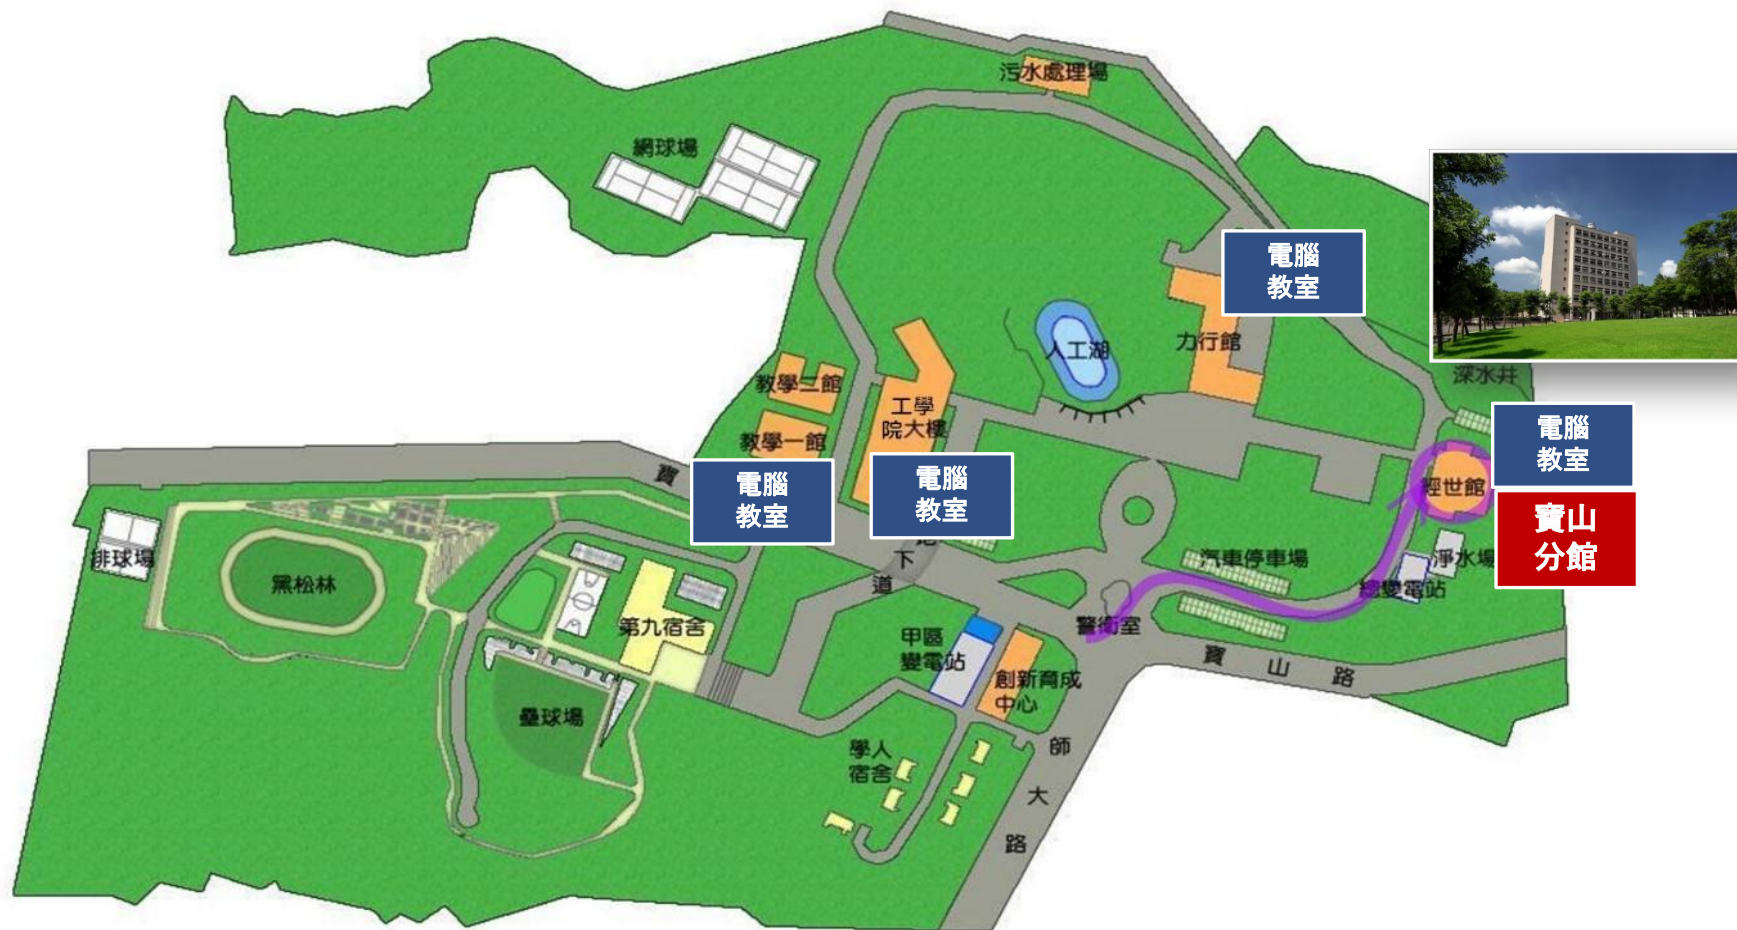 污水處理場
網球場
電腦
教室
人工湖
力行館
深水井
教學二館
工學
院大樓
教學一館
電腦
教室
經世館
寶
電腦
教室
電腦
教室
寶山
分館
排球場
黑松林
地
下
道
汽車停車場
淨水場
總變電站
第九宿舍
甲區
變電站
警衛室
寶山路
創新育成
中心
壘球場
學人
宿舍
師
大
路